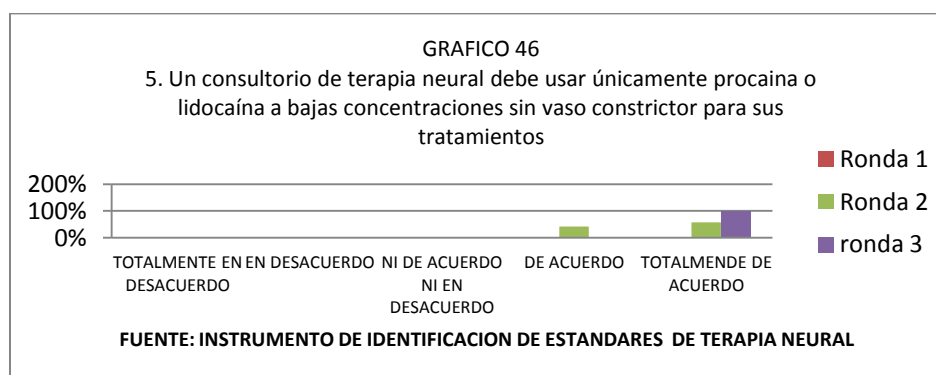 GRAFICO 46
5. Un consultorio de terapia neural debe usar únicamente procaina o
lidocaína a bajas concentraciones sin vaso constrictor para sus
tratamientos
Ronda 1
Ronda 2
ronda 3
200%
100%
0%
TOTALMENTE EN
DESACUERDO
EN DESACUERDO
NI DE ACUERDO
NI EN
DESACUERDO
DE ACUERDO
TOTALMENDE DE
ACUERDO
FUENTE: INSTRUMENTO DE IDENTIFICACION DE ESTANDARES DE TERAPIA NEURAL